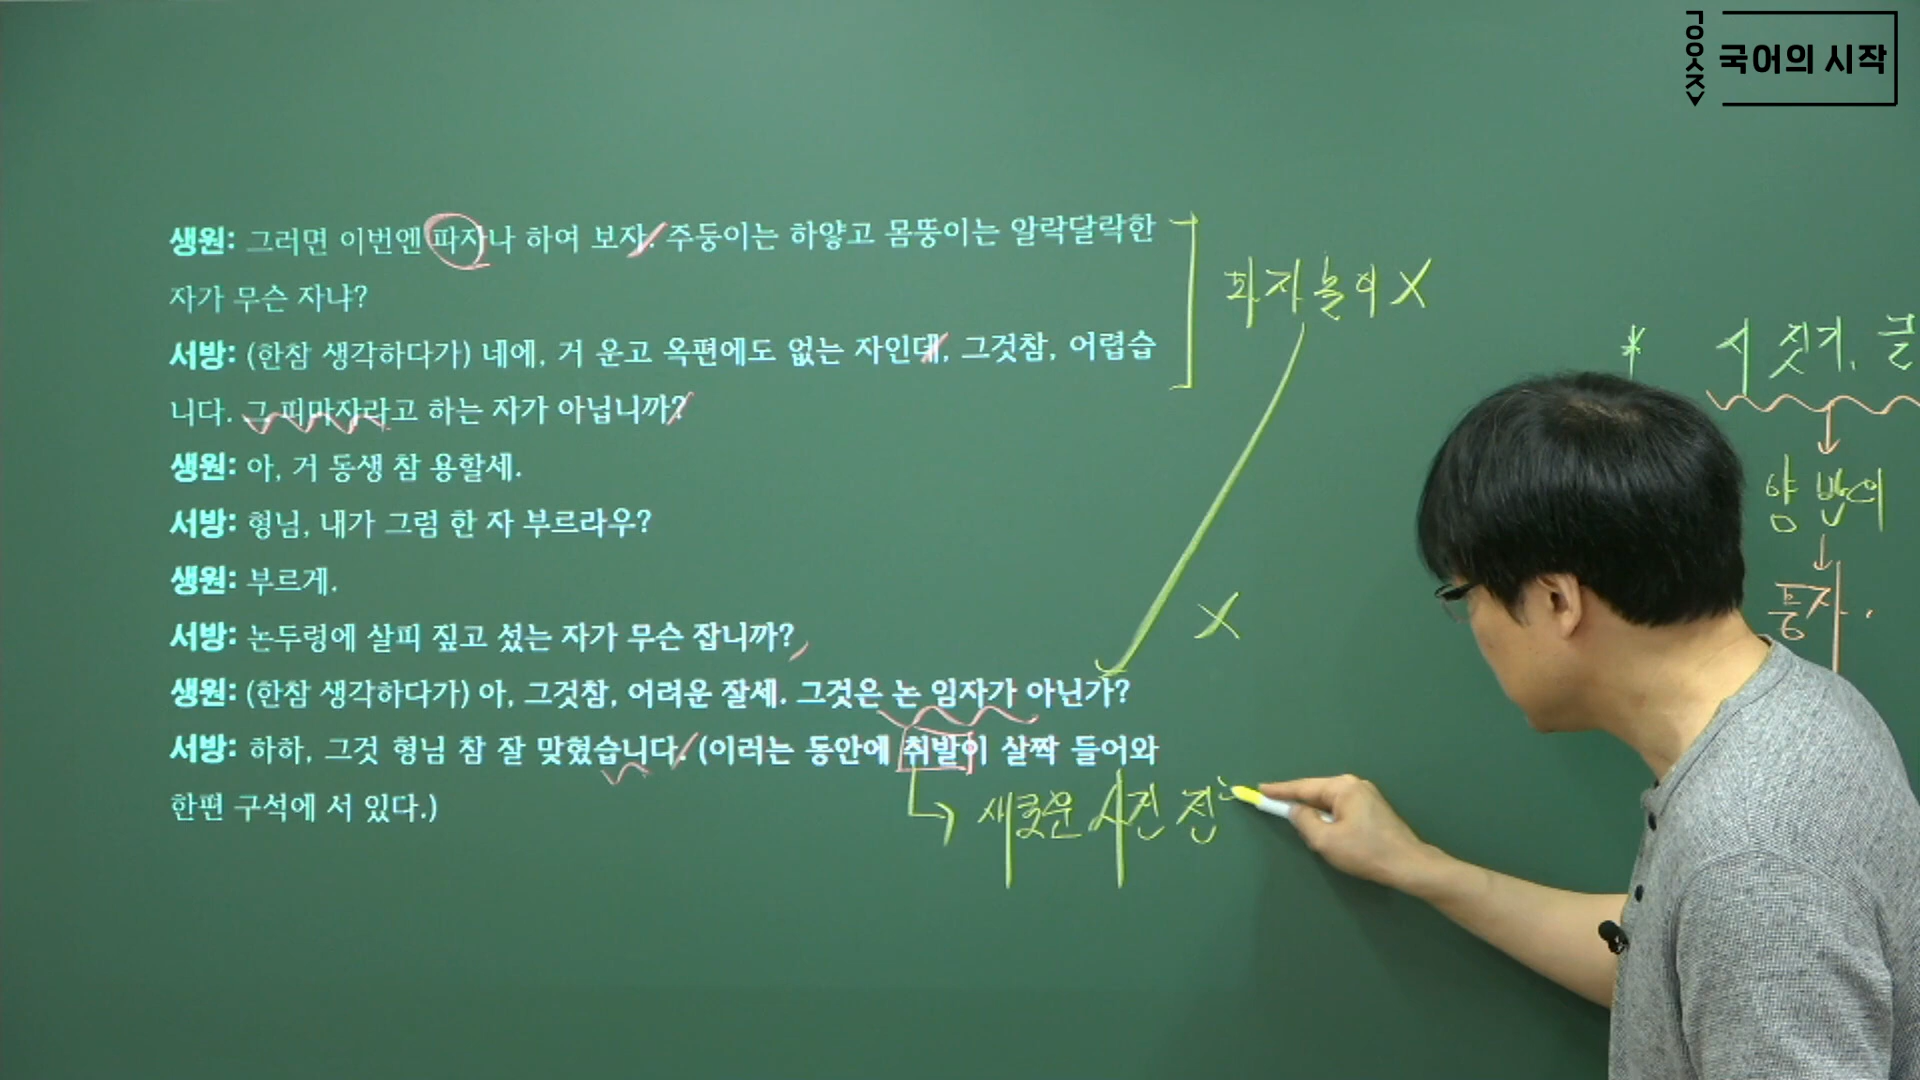 ㄱㅇㅇㅅㅈ
국어의 시작
생원: 그러면 이번엔 파자나 하여 보자. 주둥이는 하얗고 몸뚱이는 알락달락한
자가 무슨 자냐?
서방: (한참 생각하다가) 네에, 거 운고 옥편에도 없는 자인데, 그것참, 어렵습
니다. 그 피마자라고 하는 자가 아닙니까?
생원: 아, 거 동생 참 용할세.
서방: 형님, 내가 그럼 한 자 부르라우?
생원: 부르게.
서방: 논두렁에 살피 짚고 섰는 자가 무슨 잡니까?
생원: (한참 생각하다가) 아, 그것참, 어려운 잘세. 그것은 논 임자가 아닌가?
서방: 하하, 그것 형님 참 잘 맞혔습니다. (이러는 동안에 취발이 살짝 들어와
한편 구석에 서 있다.)
파자놀이 X
X
새로운 사건 전
* 시 짓기, 글
양반의
풍자.